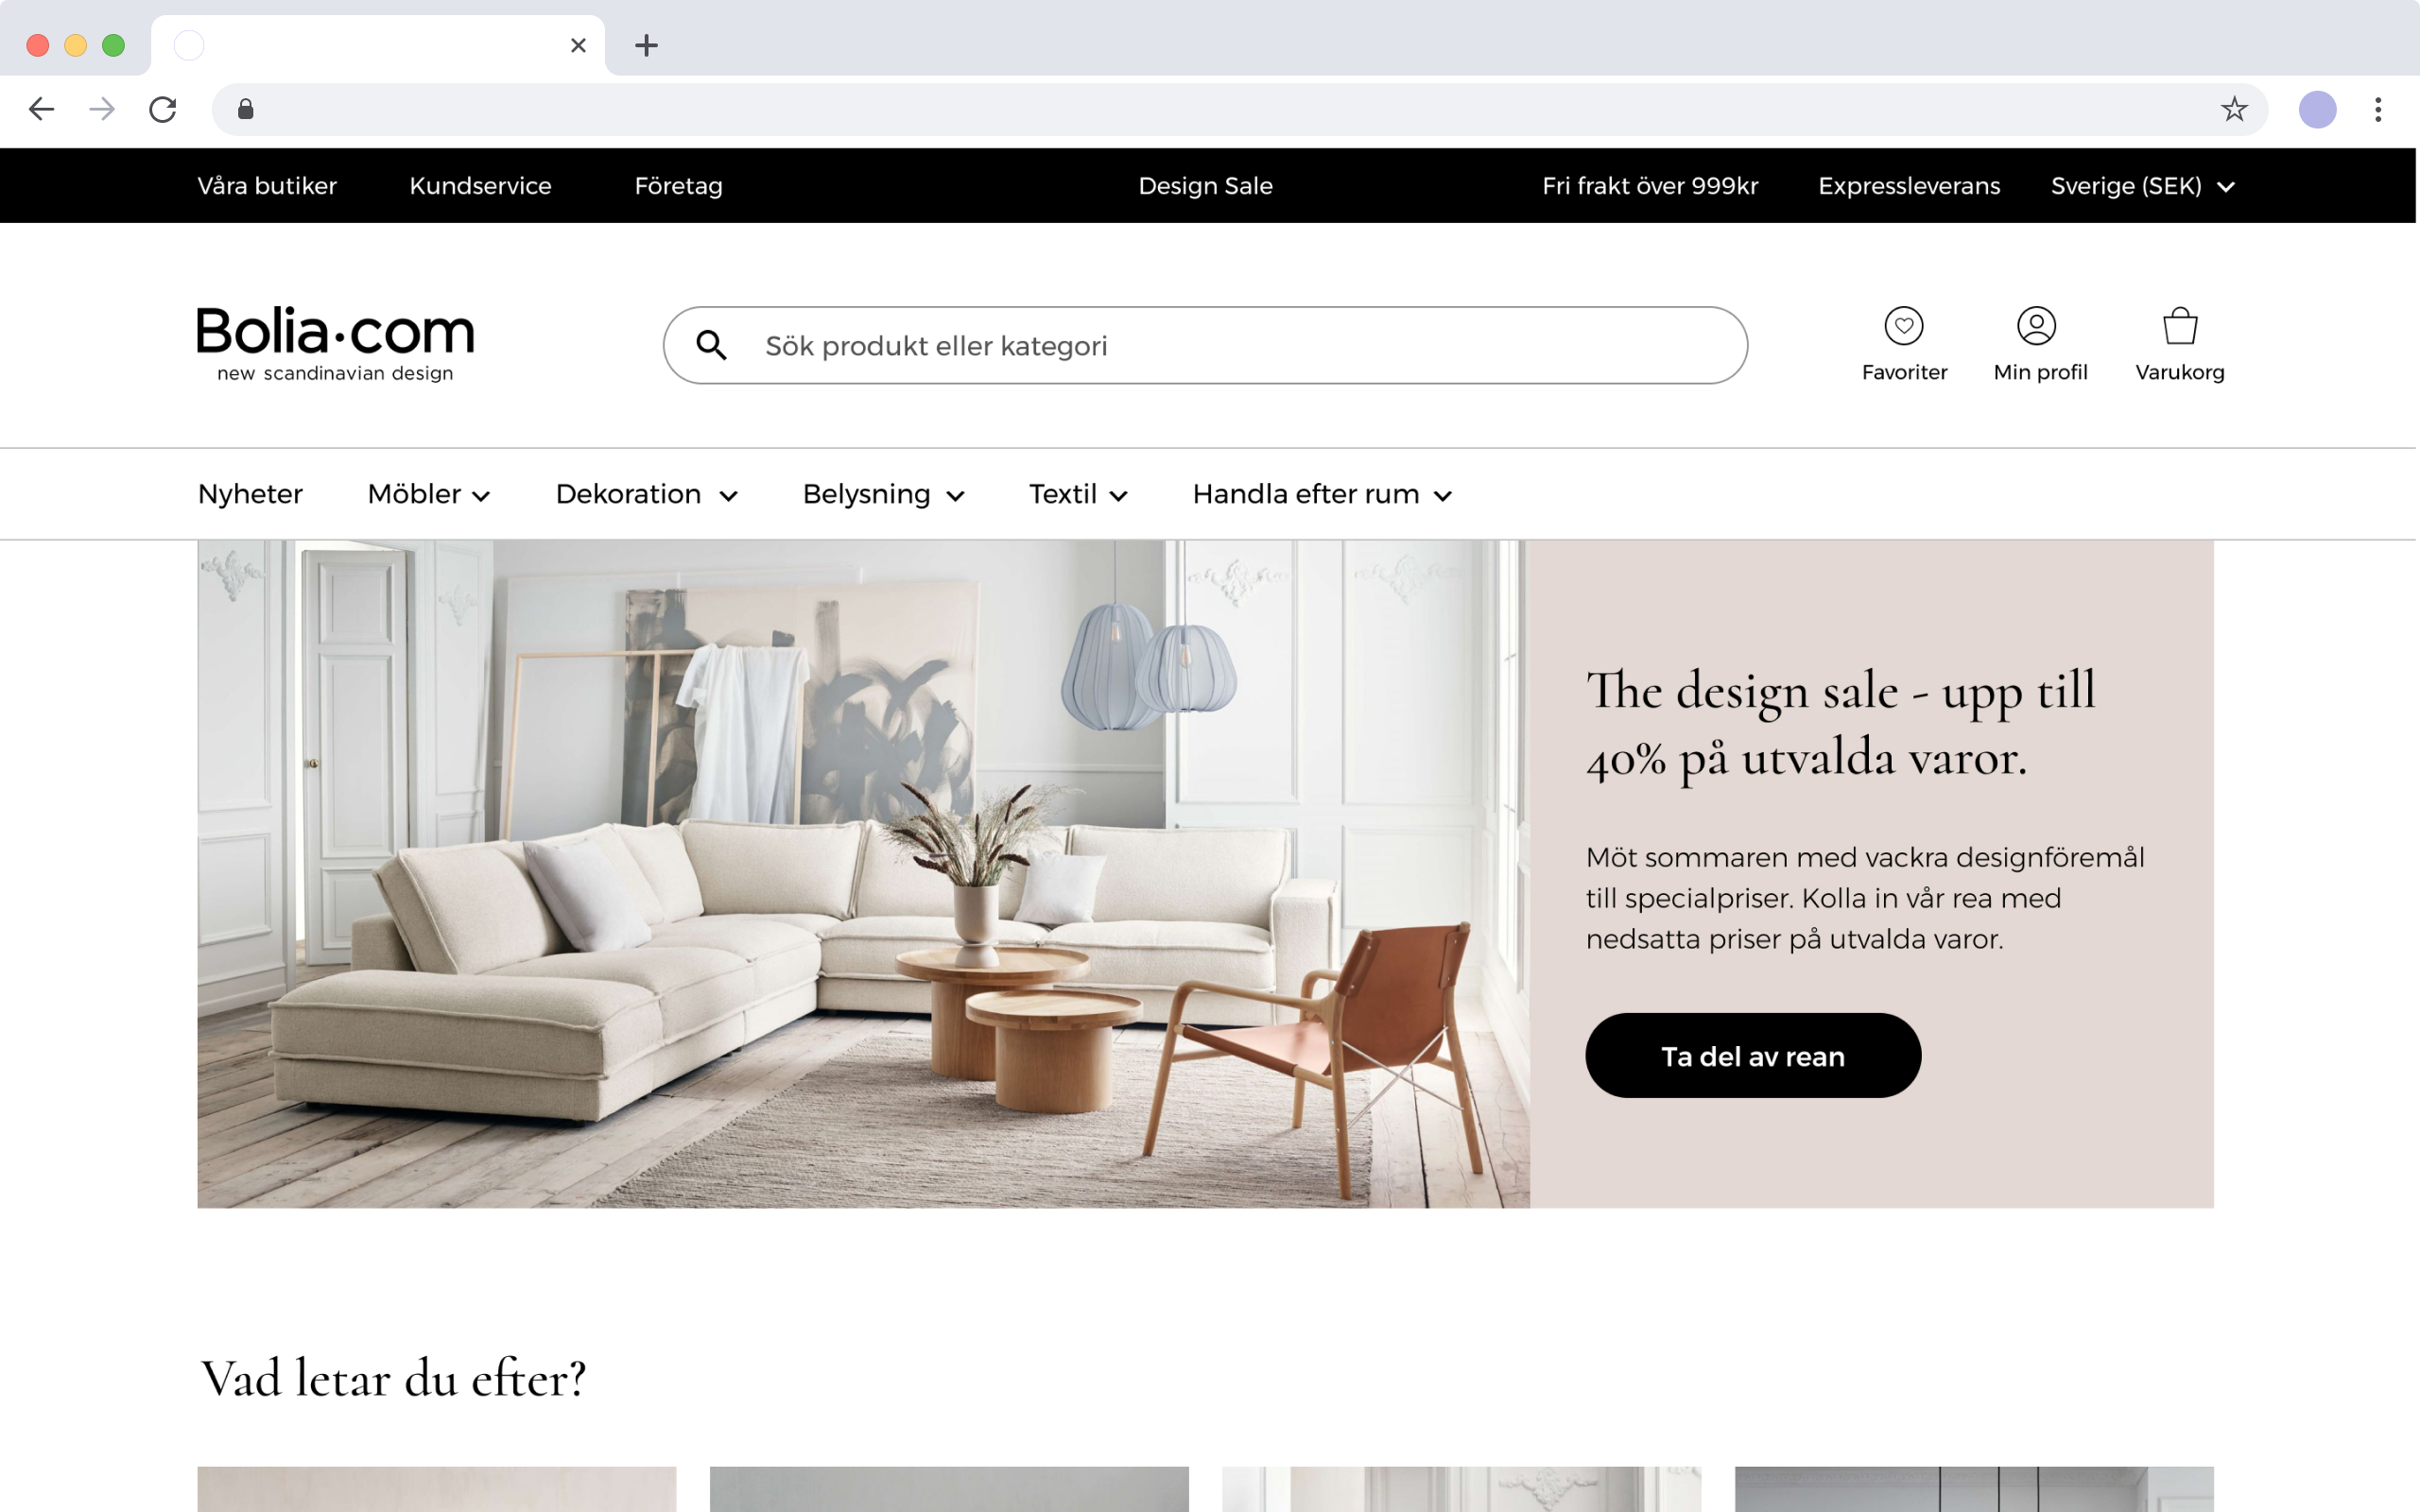 Våra butiker Kundservice Företag Design Sale Fri frakt över 999kr Expressleverans Sverige (SEK)
Bolia.com
new scandinavian design
Sök produkt eller kategori
Favoriter Min profil Varukorg
Nyheter Möbler Dekoration Belysning Textil Handla efter rum
The design sale - upp till
40% på utvalda varor.
Möt sommaren med vackra designföremål
till specialpriser. Kolla in vår rea med
nedsatta priser på utvalda varor.
Ta del av rean
Vad letar du efter?